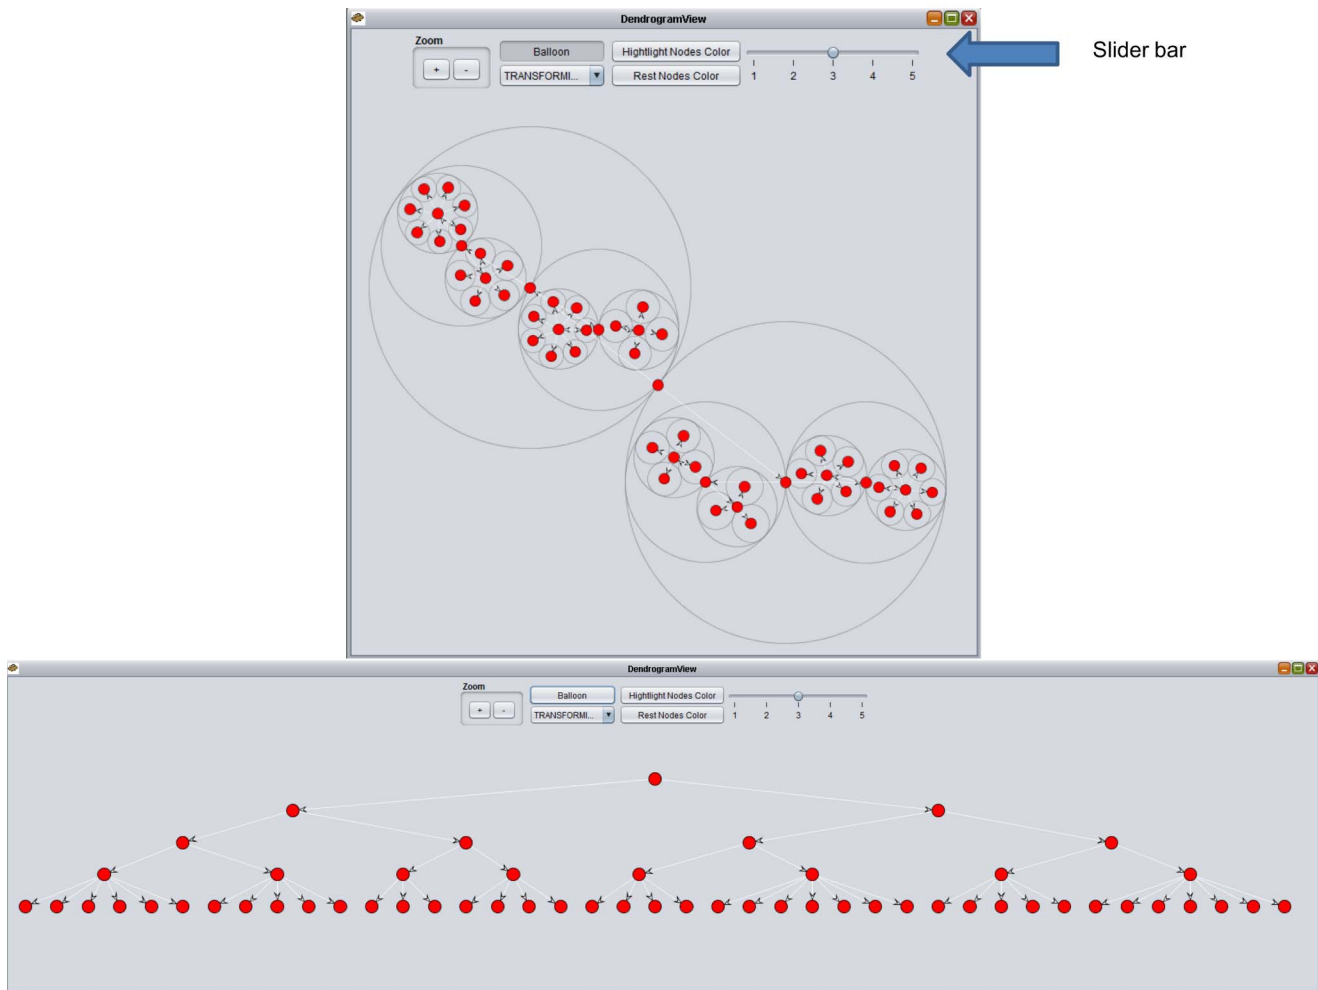 DendrogramView
Zoom
Balloon
Hightlight Nodes Color
Slider bar
+ -
TRANSFORMI...
Rest Nodes Color
1 2 3 4 5
DendrogramView
Zoom
Balloon
Hightlight Nodes Color
+ -
TRANSFORMI...
Rest Nodes Color
1 2 3 4 5